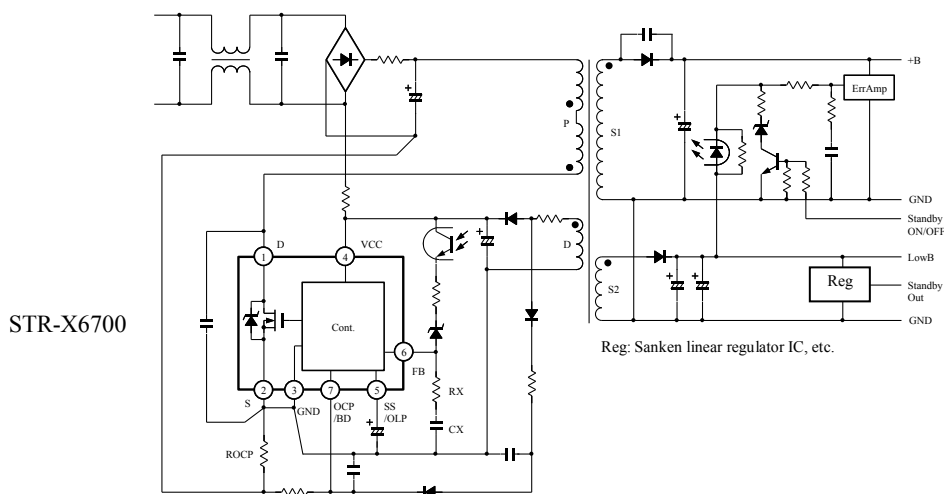 +B
ErrAmp
P
S1
GND
Standby
ON/OFF
D
LowB
D
VCC
1
4
S2
Reg
Standby
Out
STR-X6700
Cont.
GND
6
FB
Reg: Sanken linear regulator IC, etc.
2
3
7
5
S
GND
OCP
/BD
SS
/OLP
RX
CX
ROCP
+
+
+
+
+
+